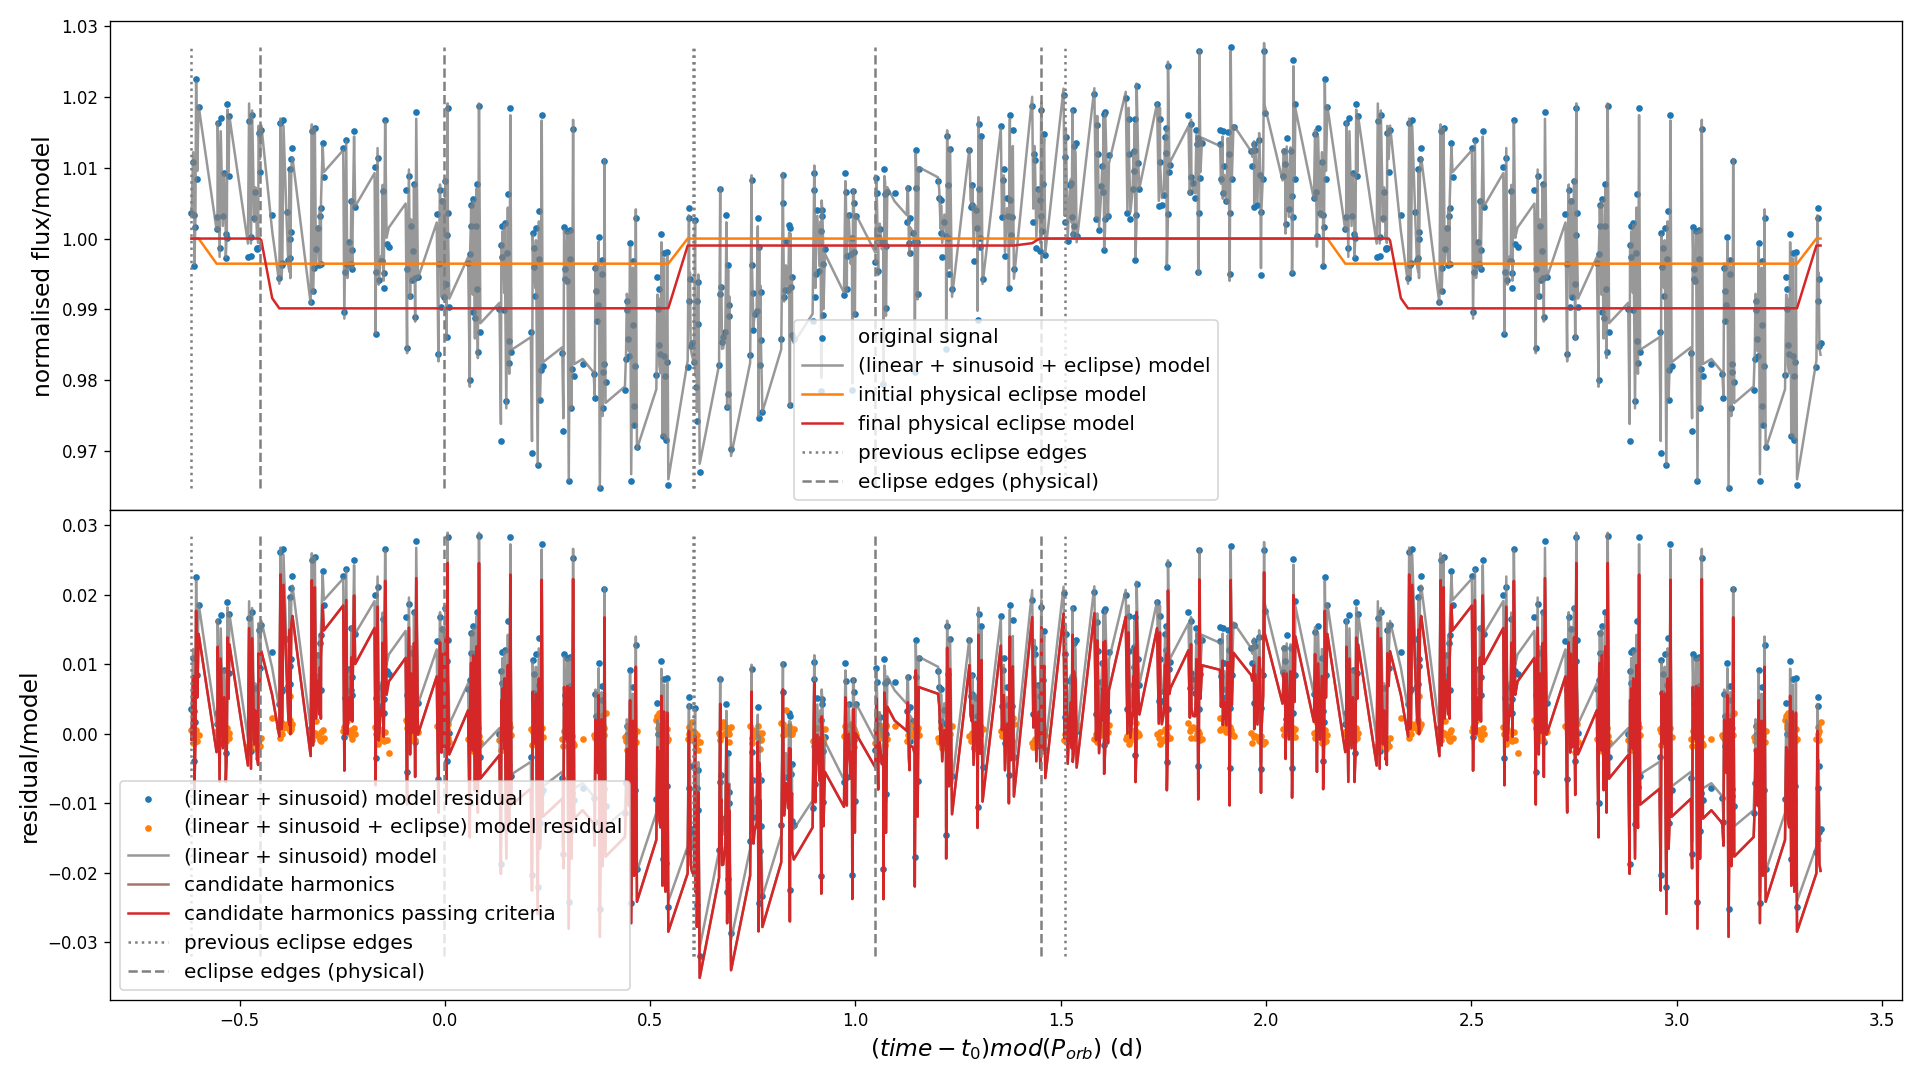 1.03
1.02
1.01
1.00
0.99
0.98
0.97
normalised flux/model
original signal
(linear + sinusoid + eclipse) model
initial physical eclipse model
final physical eclipse model
previous eclipse edges
eclipse edges (physical)
0.03
0.02
0.01
0.00
−0.01
−0.02
−0.03
residual/model
(linear + sinusoid) model residual
(linear + sinusoid + eclipse) model residual
(linear + sinusoid) model
candidate harmonics
candidate harmonics passing criteria
previous eclipse edges
eclipse edges (physical)
−0.5 0.0 0.5 1.0 1.5 2.0 2.5 3.0 3.5
(time − t₀)mod(Pₒᵣb) (d)